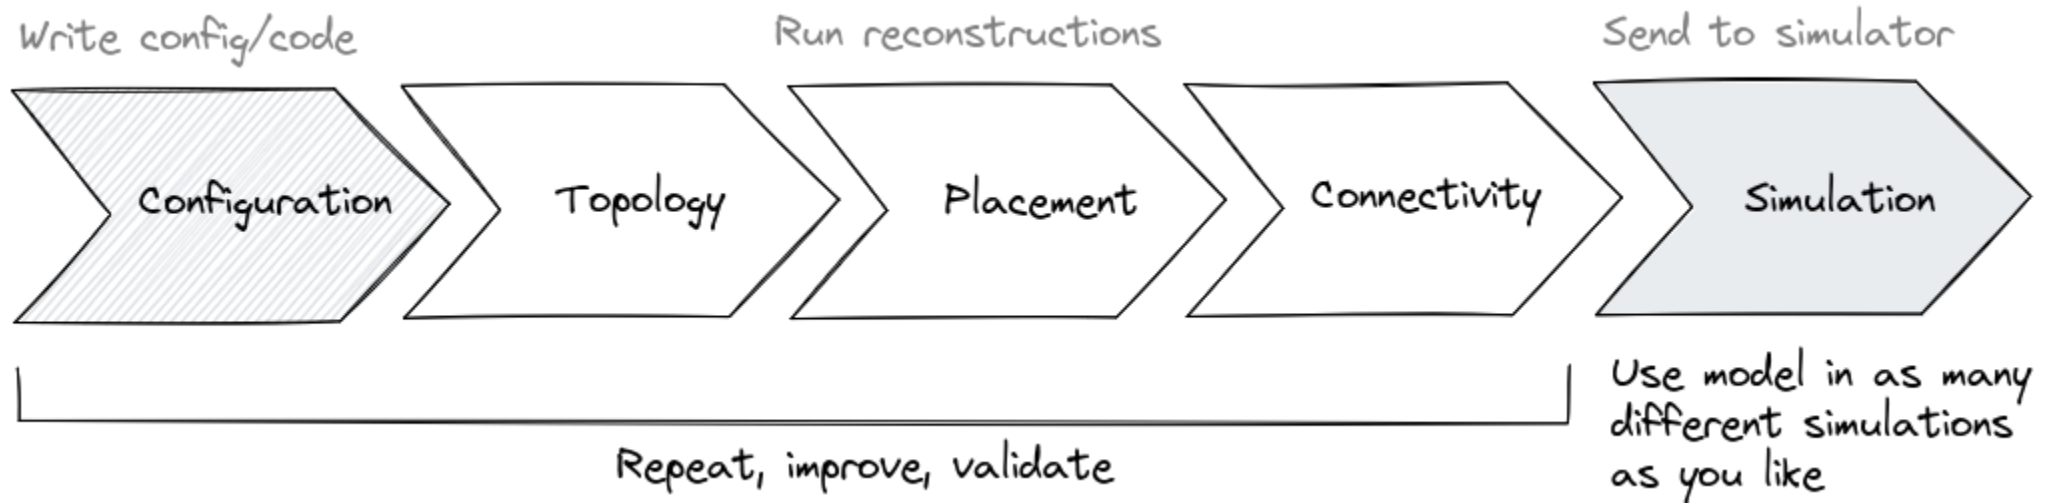 Write config/code
Run reconstructions
Send to simulator
Configuration
Topology
Placement
Connectivity
Simulation
Repeat, improve, validate
Use model in as many
different simulations
as you like